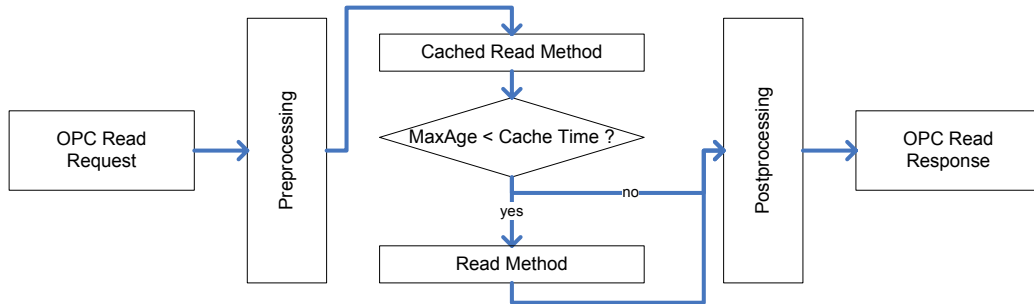 OPC Read
Request
Preprocessing
Cached Read Method
MaxAge < Cache Time ?
no
yes
Read Method
Postprocessing
OPC Read
Response